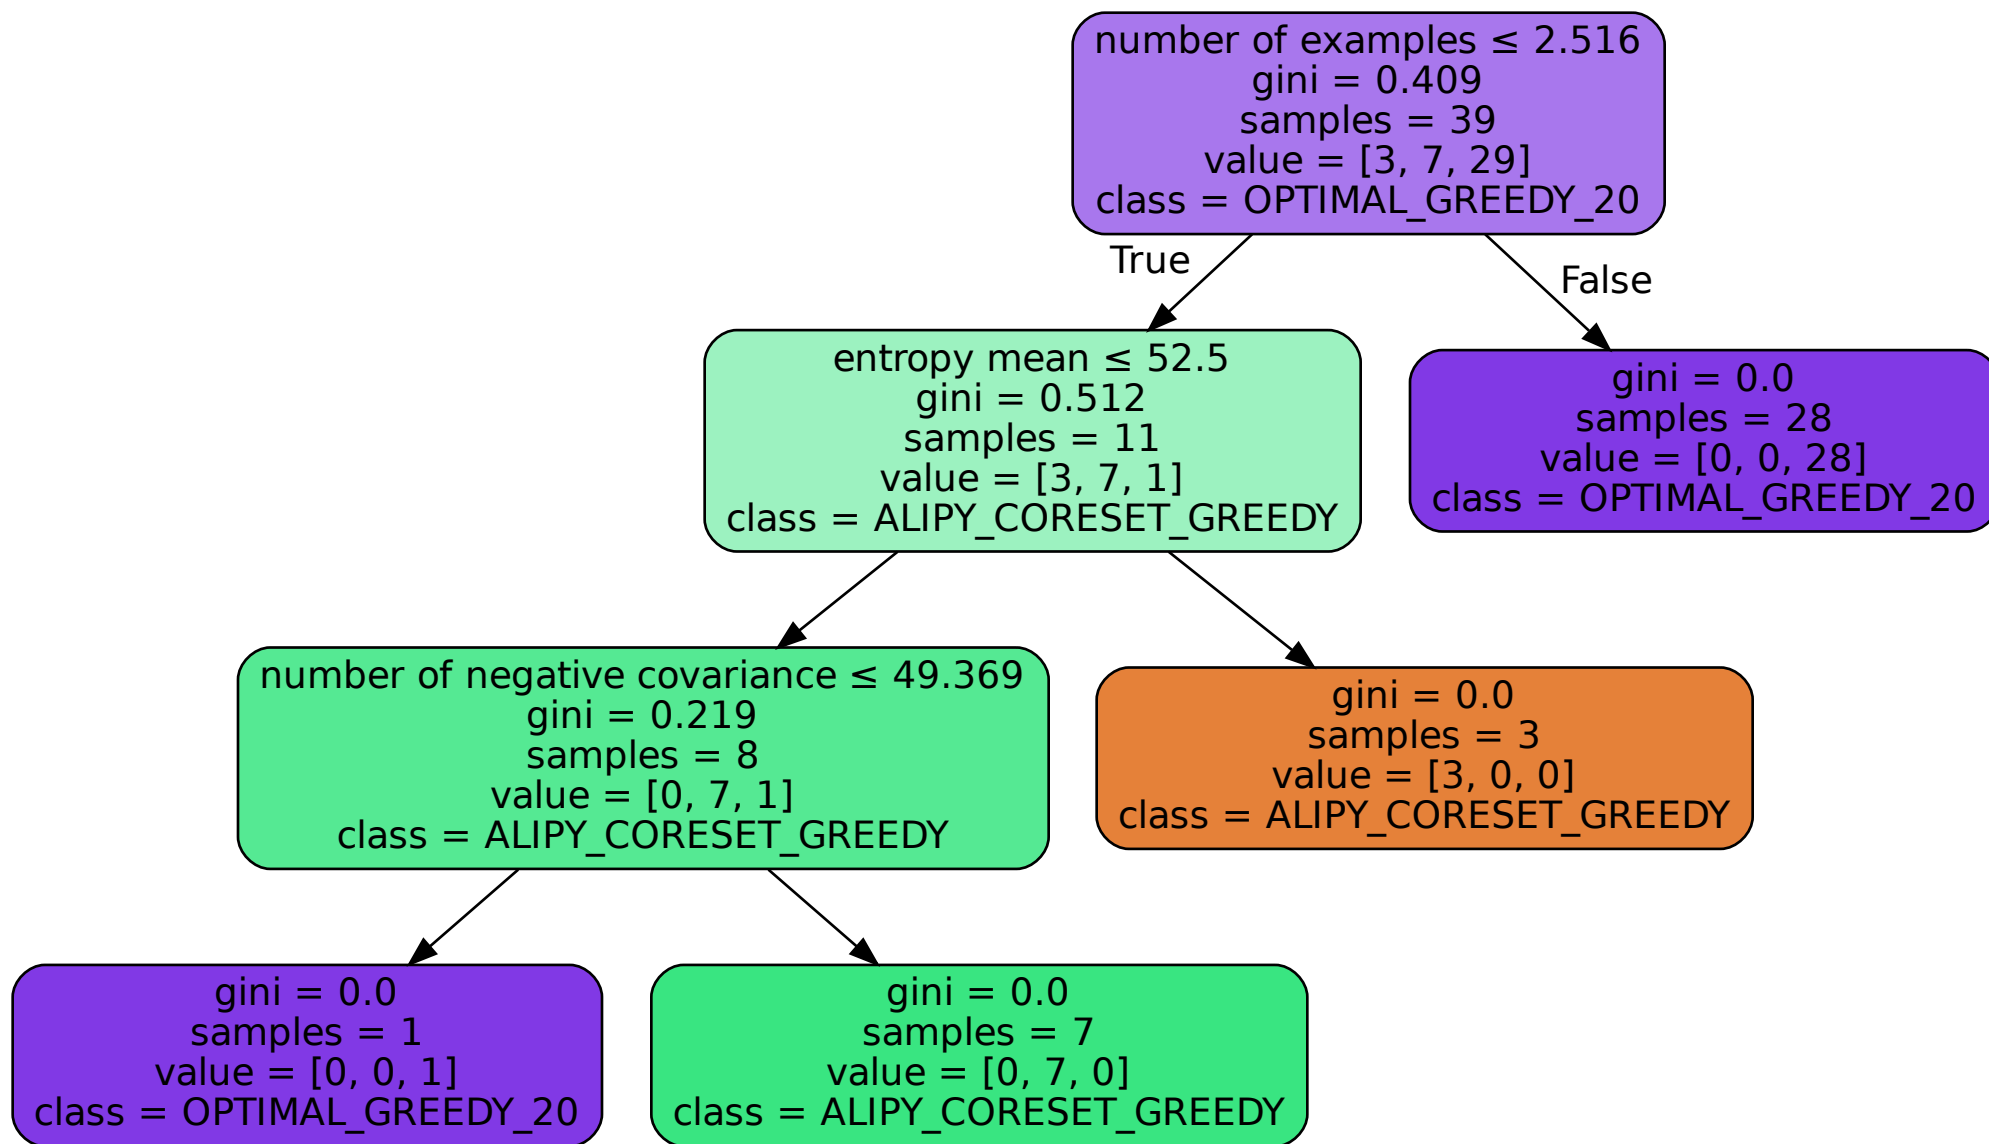 number of examples ≤ 2.516
gini = 0.409
samples = 39
value = [3, 7, 29]
class = OPTIMAL_GREEDY_20
True
False
entropy mean ≤ 52.5
gini = 0.512
samples = 11
value = [3, 7, 1]
class = ALIPY_CORESET_GREEDY
gini = 0.0
samples = 28
value = [0, 0, 28]
class = OPTIMAL_GREEDY_20
number of negative covariance ≤ 49.369
gini = 0.219
samples = 8
value = [0, 7, 1]
class = ALIPY_CORESET_GREEDY
gini = 0.0
samples = 3
value = [3, 0, 0]
class = ALIPY_CORESET_GREEDY
gini = 0.0
samples = 1
value = [0, 0, 1]
class = OPTIMAL_GREEDY_20
gini = 0.0
samples = 7
value = [0, 7, 0]
class = ALIPY_CORESET_GREEDY